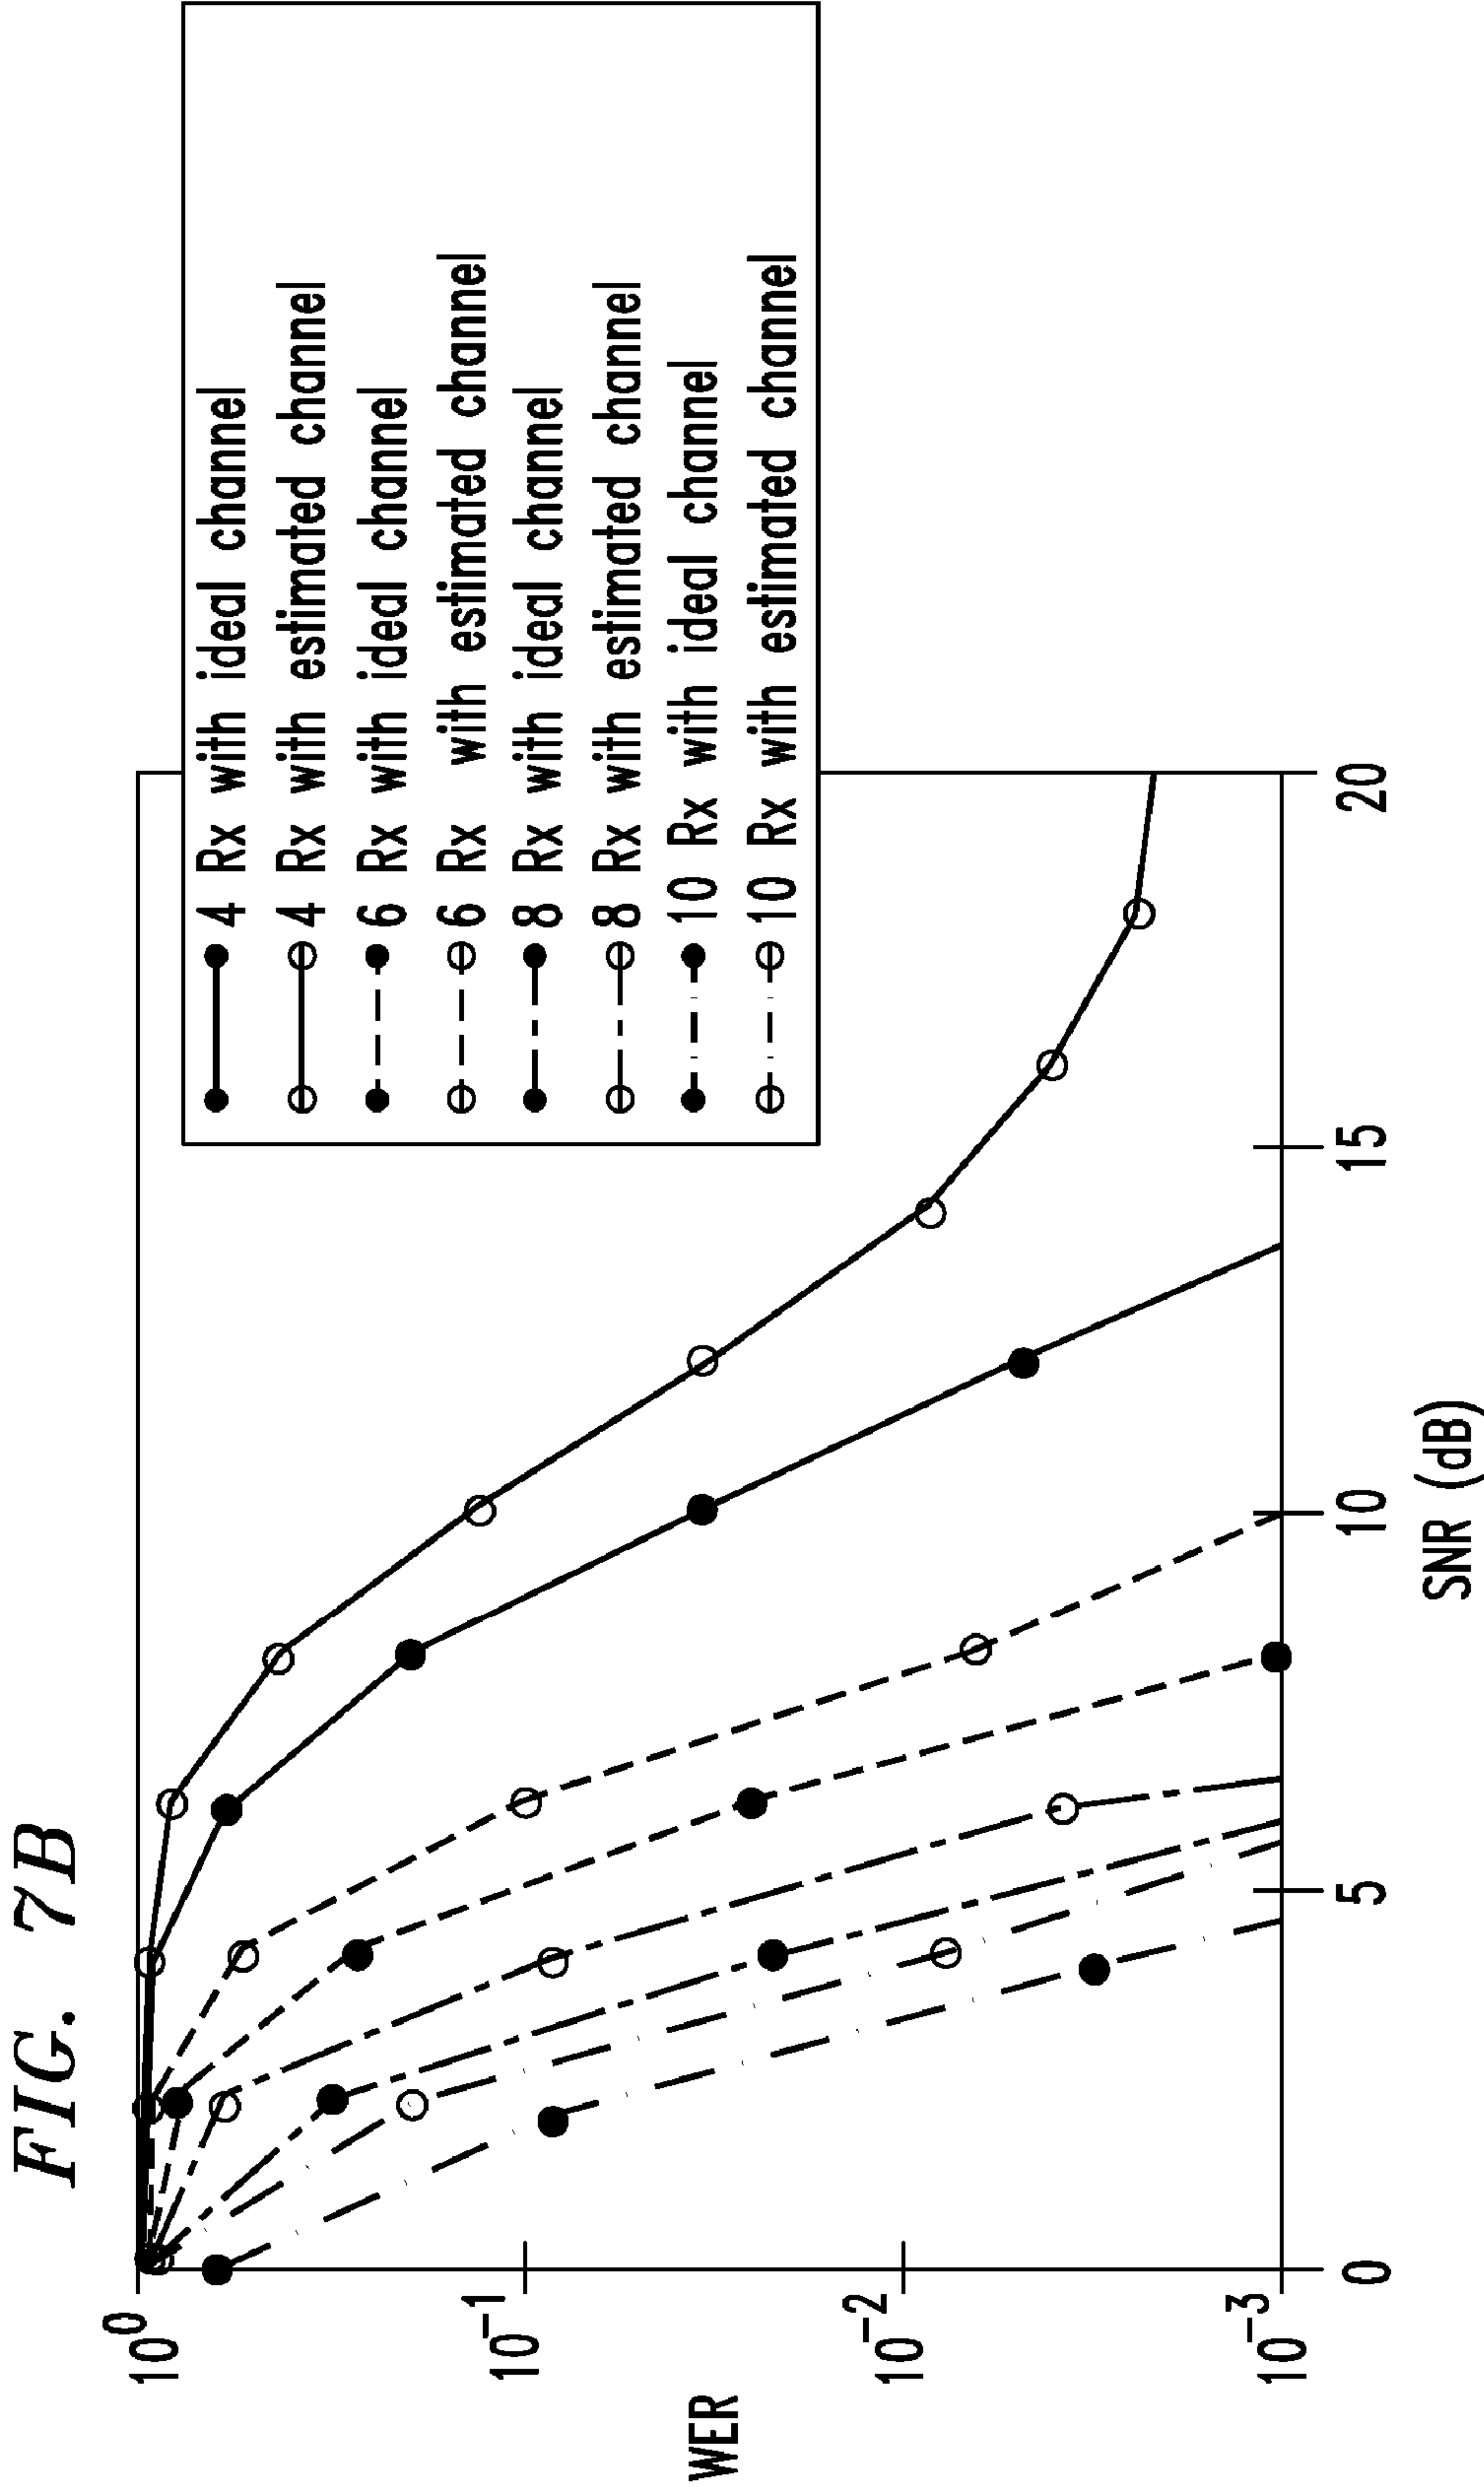 FIG. 7B
WER
10⁰
10⁻¹
10⁻²
10⁻³
0
5
10
15
20
SNR (dB)
4 Rx with ideal channel
4 Rx with estimated channel
6 Rx with ideal channel
6 Rx with estimated channel
8 Rx with ideal channel
8 Rx with estimated channel
10 Rx with ideal channel
10 Rx with estimated channel